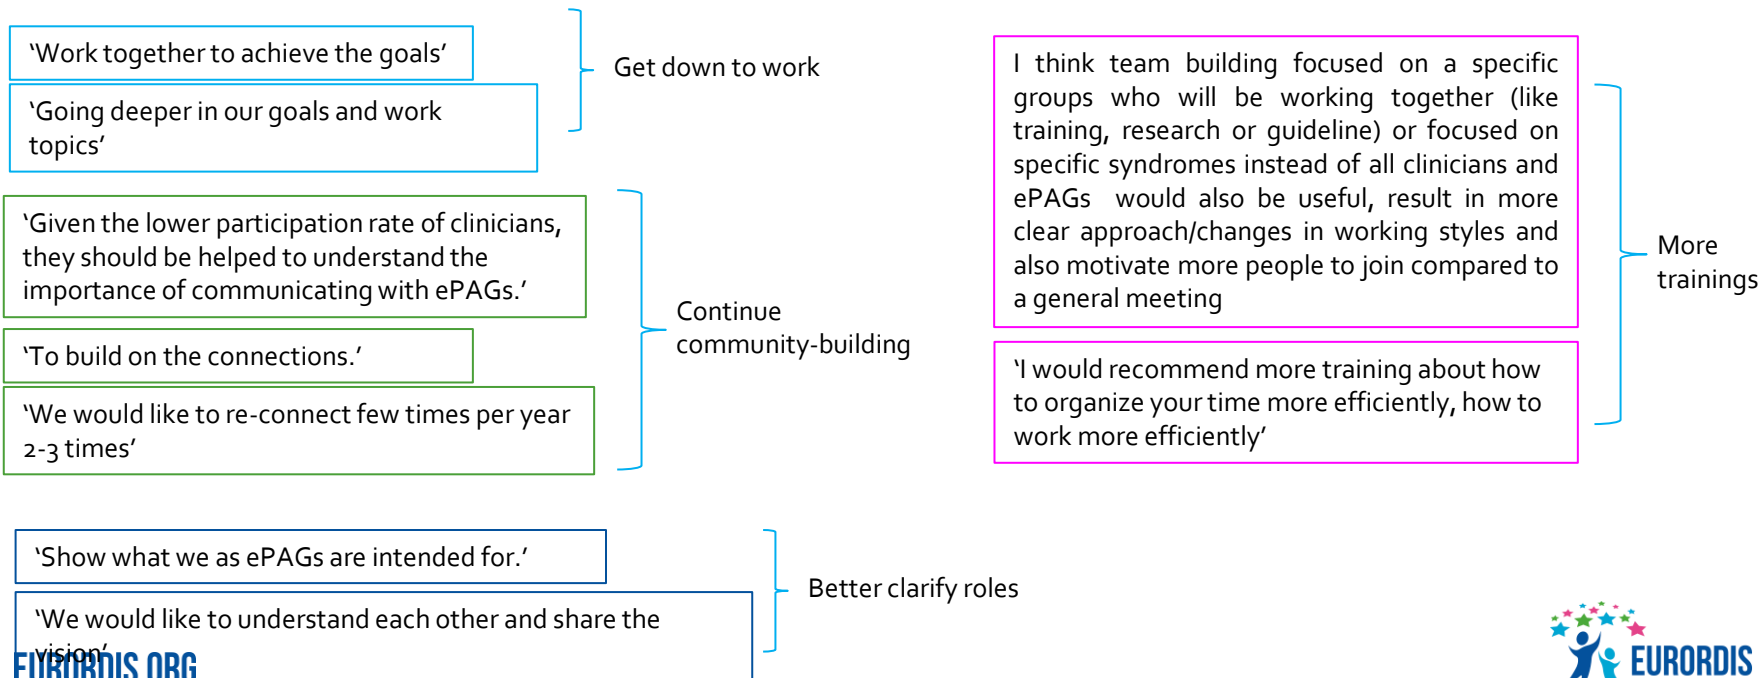 ‘Work together to achieve the goals’
‘Going deeper in our goals and work
topics’
Get down to work
‘Given the lower participation rate of clinicians,
they should be helped to understand the
importance of communicating with ePAGs.’
‘To build on the connections.’
‘We would like to re-connect few times per year
2-3 times’
Continue
community-building
‘Show what we as ePAGs are intended for.’
‘We would like to understand each other and share the
vision’
Better clarify roles
I think team building focused on a specific
groups who will be working together (like
training, research or guideline) or focused on
specific syndromes instead of all clinicians and
ePAGs would also be useful, result in more
clear approach/changes in working styles and
also motivate more people to join compared to
a general meeting
‘I would recommend more training about how
to organize your time more efficiently, how to
work more efficiently’
More
trainings
EURORDIS.ORG
EURORDIS